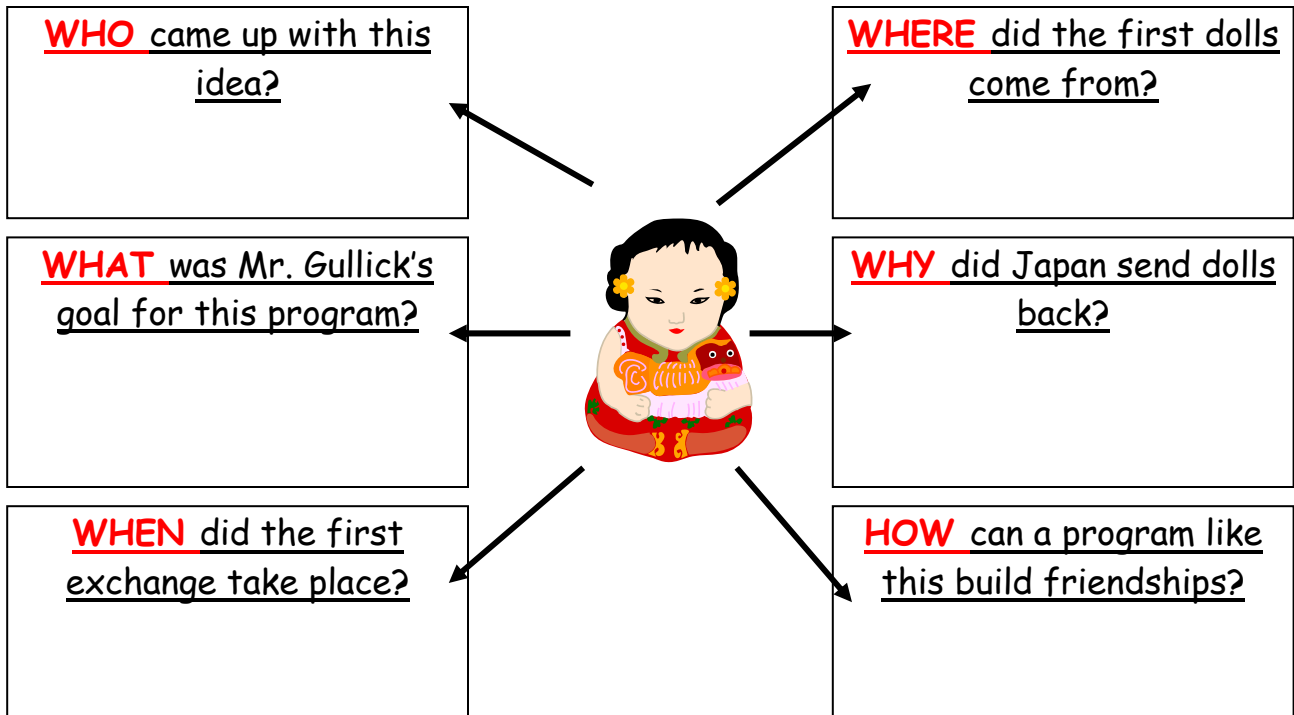 WHO came up with this
idea?
WHERE did the first dolls
come from?
WHAT was Mr. Gullick's
goal for this program?
WHY did Japan send dolls
back?
WHEN did the first
exchange take place?
HOW can a program like
this build friendships?